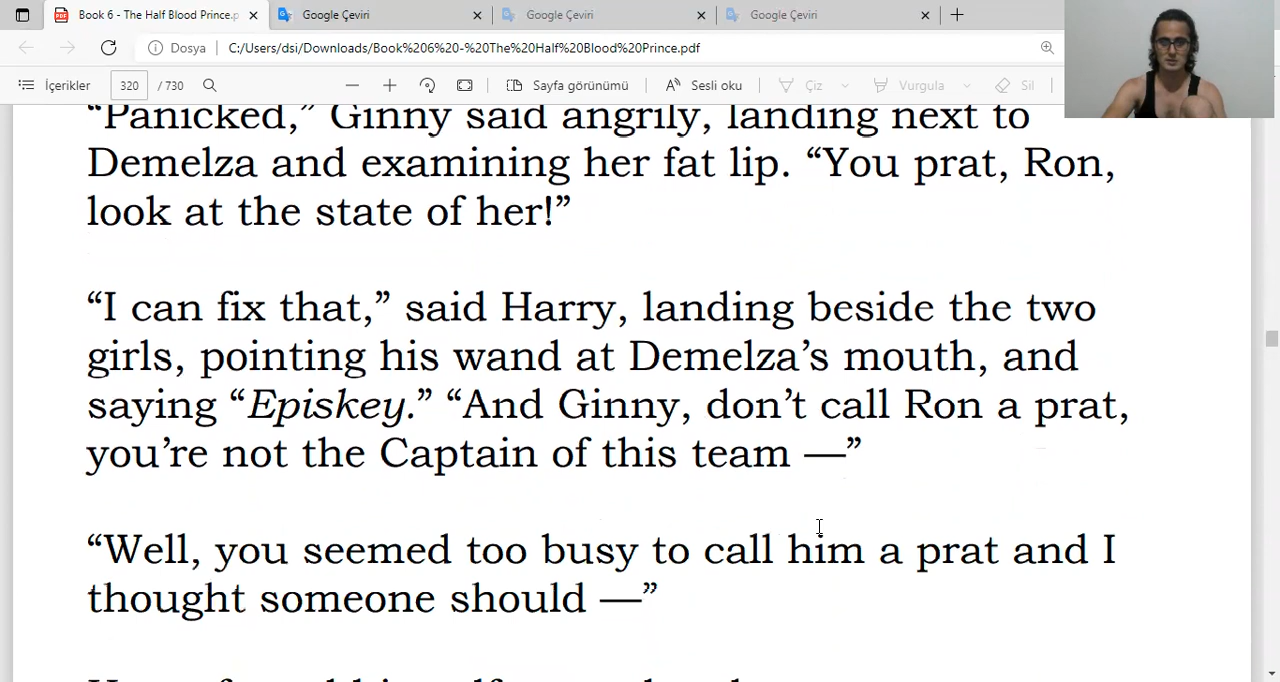 Book 6 - The Half Blood Prince.p
Google Çeviri
Google Çeviri
Google Çeviri
Dosya
C:/Users/dsi/Downloads/Book%206%20-%20The%20Half%20Blood%20Prince.pdf
İçerikler
320 / 730
Sayfa görünümü
Sesli oku
Çiz
Vurgula
Sil
“Panicked,” Ginny said angrily, landing next to
Demelza and examining her fat lip. “You prat, Ron,
look at the state of her!”
“I can fix that,” said Harry, landing beside the two
girls, pointing his wand at Demelza’s mouth, and
saying “Episkey.” “And Ginny, don’t call Ron a prat,
you’re not the Captain of this team —”
“Well, you seemed too busy to call him a prat and I
thought someone should —”